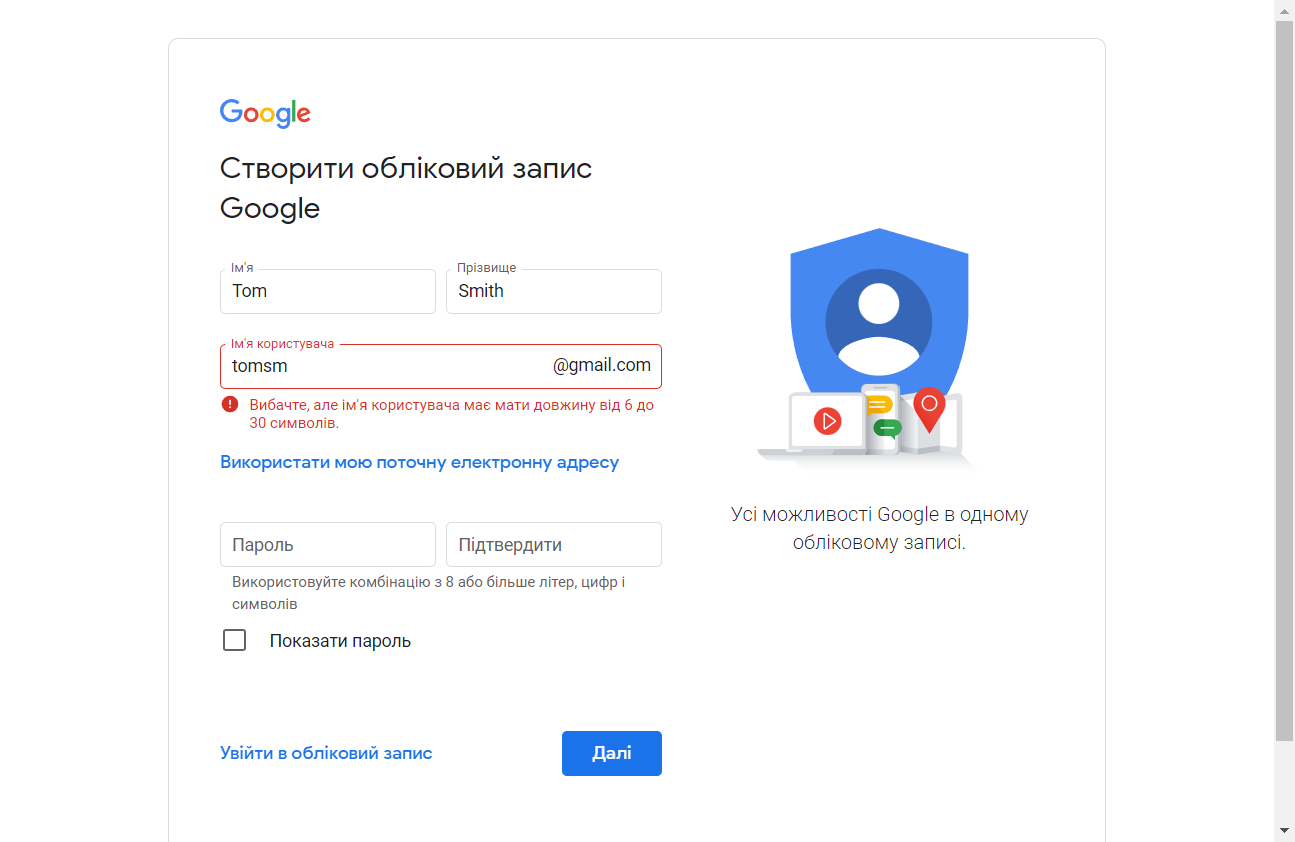 Google
Створити обліковий запис
Google
Ім'я
Прізвище
Tom
Smith
Ім'я користувача
tomsm
@gmail.com
Вибачте, але ім'я користувача має мати довжину від 6 до
30 символів.
Використати мою поточну електронну адресу
Пароль
Підтвердити
Використовуйте комбінацію з 8 або більше літер, цифр і
символів
Показати пароль
Увійти в обліковий запис
Далі
Усі можливості Google в одному
обліковому записі.